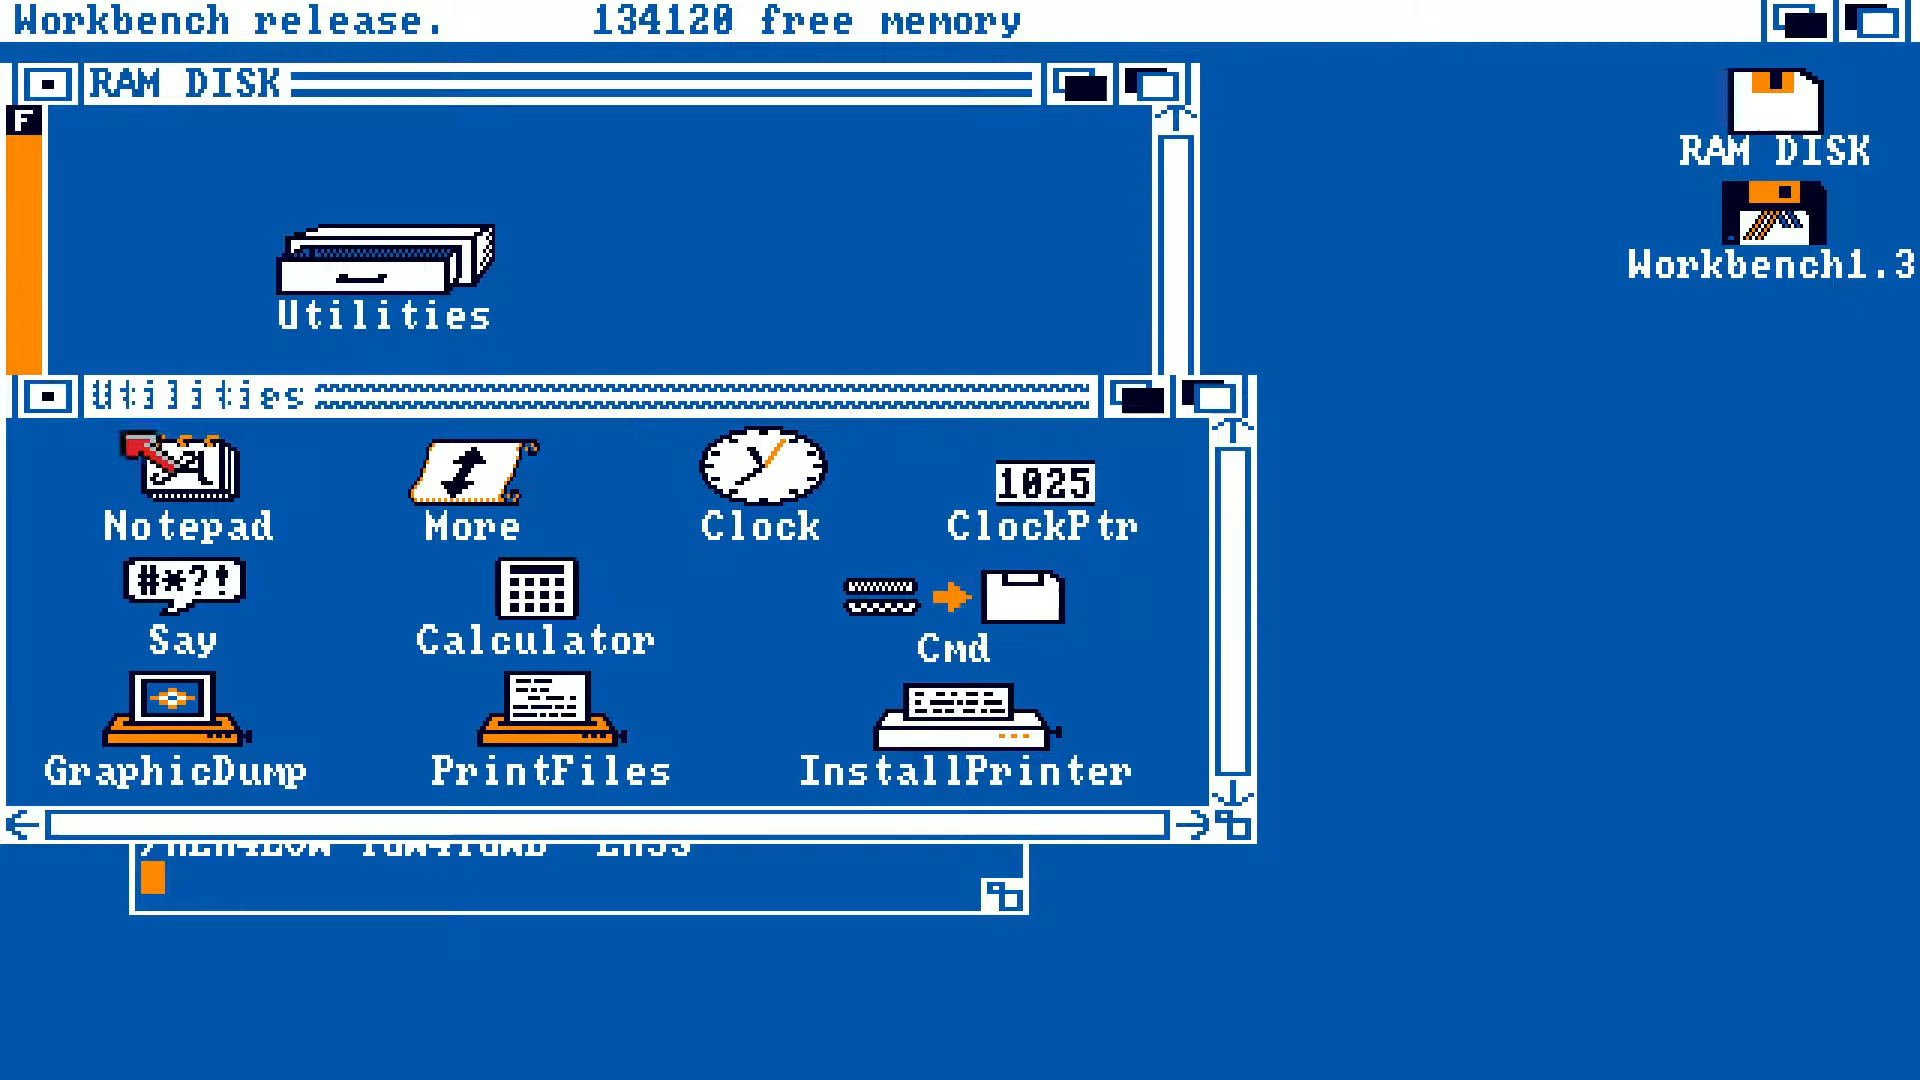 Workbench release. 134120 free memory
RAM DISK
F
RAM DISK
Workbench1.3
Utilities
Utilities
Notepad More Clock ClockPtr
1025
#*?!
Say Calculator Cmd
GraphicDump PrintFiles InstallPrinter